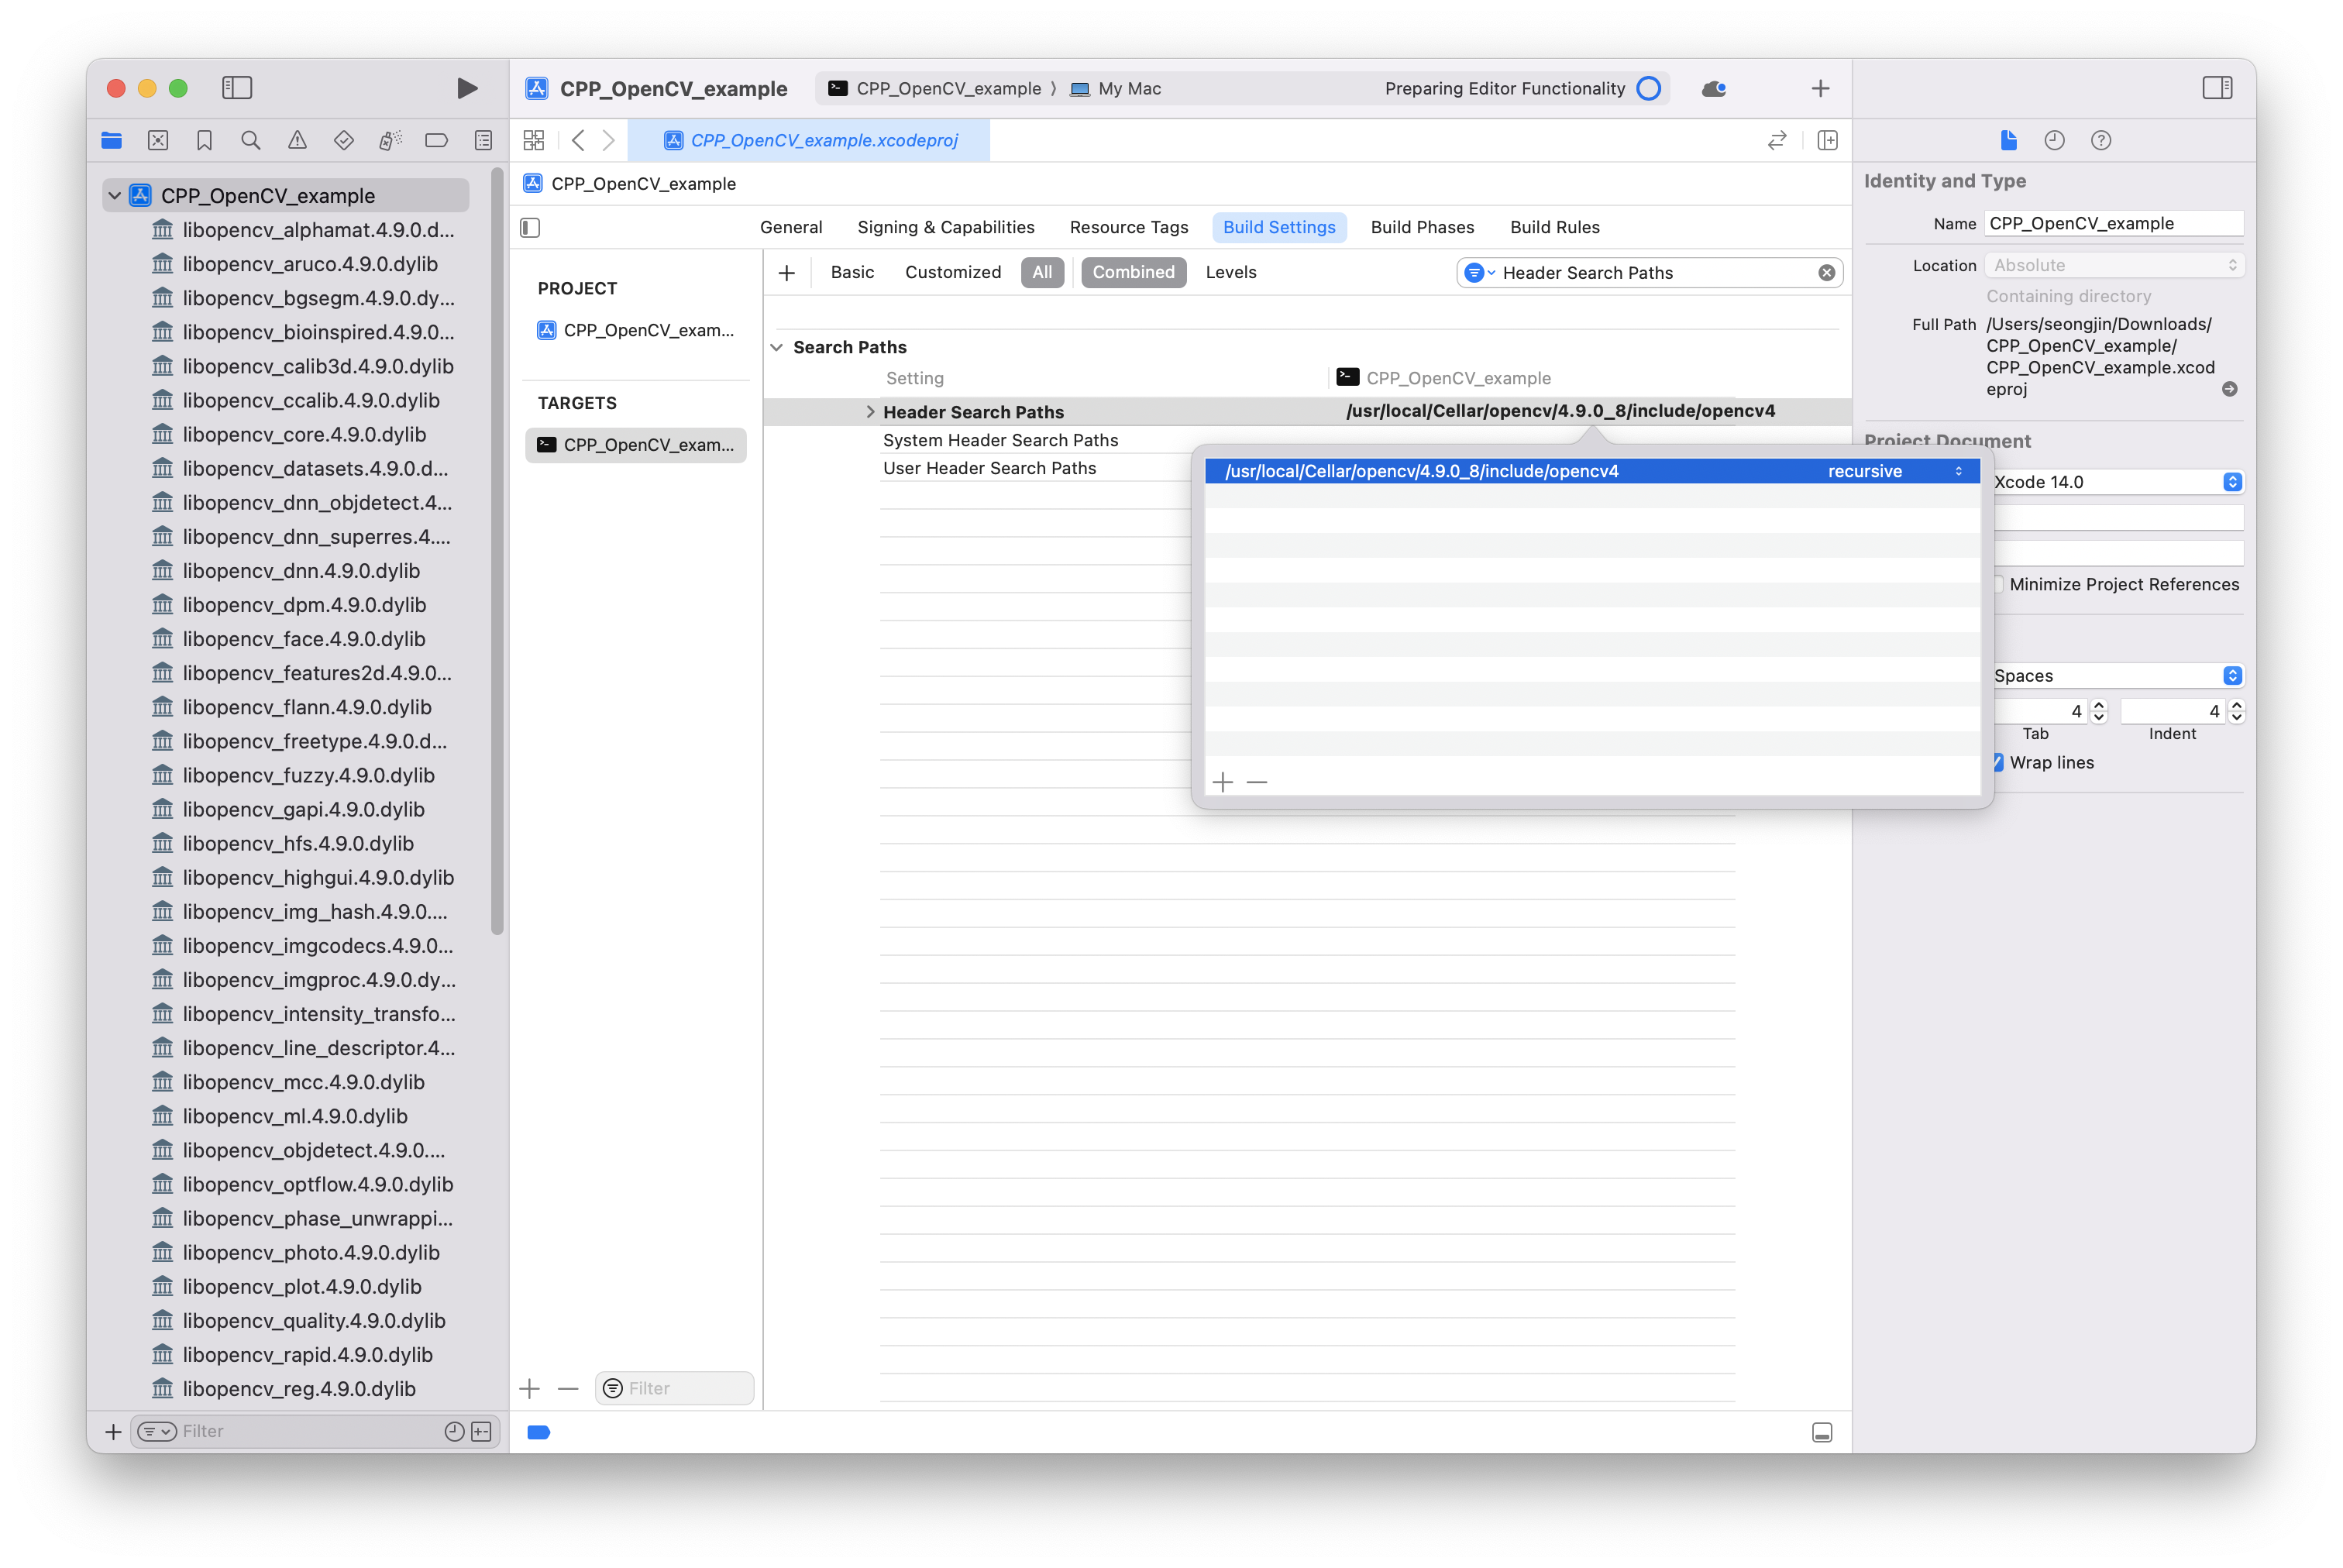 CPP_OpenCV_example
CPP_OpenCV_example 〉 My Mac
Preparing Editor Functionality
CPP_OpenCV_example.xcodeproj
CPP_OpenCV_example
General Signing & Capabilities Resource Tags Build Settings Build Phases Build Rules
Basic Customized All Combined Levels
Header Search Paths
CPP_OpenCV_example
libopencv_alphamat.4.9.0.d...
libopencv_aruco.4.9.0.dylib
libopencv_bgsegm.4.9.0.dy...
libopencv_bioinspired.4.9.0...
libopencv_calib3d.4.9.0.dylib
libopencv_ccalib.4.9.0.dylib
libopencv_core.4.9.0.dylib
libopencv_datasets.4.9.0.d...
libopencv_dnn_objdetect.4...
libopencv_dnn_superres.4....
libopencv_dnn.4.9.0.dylib
libopencv_dpm.4.9.0.dylib
libopencv_face.4.9.0.dylib
libopencv_features2d.4.9.0...
libopencv_flann.4.9.0.dylib
libopencv_freetype.4.9.0.d...
libopencv_fuzzy.4.9.0.dylib
libopencv_gapi.4.9.0.dylib
libopencv_hfs.4.9.0.dylib
libopencv_highgui.4.9.0.dylib
libopencv_img_hash.4.9.0....
libopencv_imgcodecs.4.9.0...
libopencv_imgproc.4.9.0.dy...
libopencv_intensity_transfo...
libopencv_line_descriptor.4...
libopencv_mcc.4.9.0.dylib
libopencv_ml.4.9.0.dylib
libopencv_objdetect.4.9.0....
libopencv_optflow.4.9.0.dylib
libopencv_phase_unwrappi...
libopencv_photo.4.9.0.dylib
libopencv_plot.4.9.0.dylib
libopencv_quality.4.9.0.dylib
libopencv_rapid.4.9.0.dylib
libopencv_reg.4.9.0.dylib
Filter
PROJECT
CPP_OpenCV_exam...
TARGETS
CPP_OpenCV_exam...
Filter
Search Paths
Setting CPP_OpenCV_example
Header Search Paths /usr/local/Cellar/opencv/4.9.0_8/include/opencv4
System Header Search Paths
User Header Search Paths
/usr/local/Cellar/opencv/4.9.0_8/include/opencv4 recursive
Identity and Type
Name CPP_OpenCV_example
Location Absolute
Containing directory
Full Path /Users/seongjin/Downloads/
CPP_OpenCV_example/
CPP_OpenCV_example.xcod
eproj
Project Document
Xcode 14.0
Minimize Project References
Spaces
4 4
Tab Indent
Wrap lines